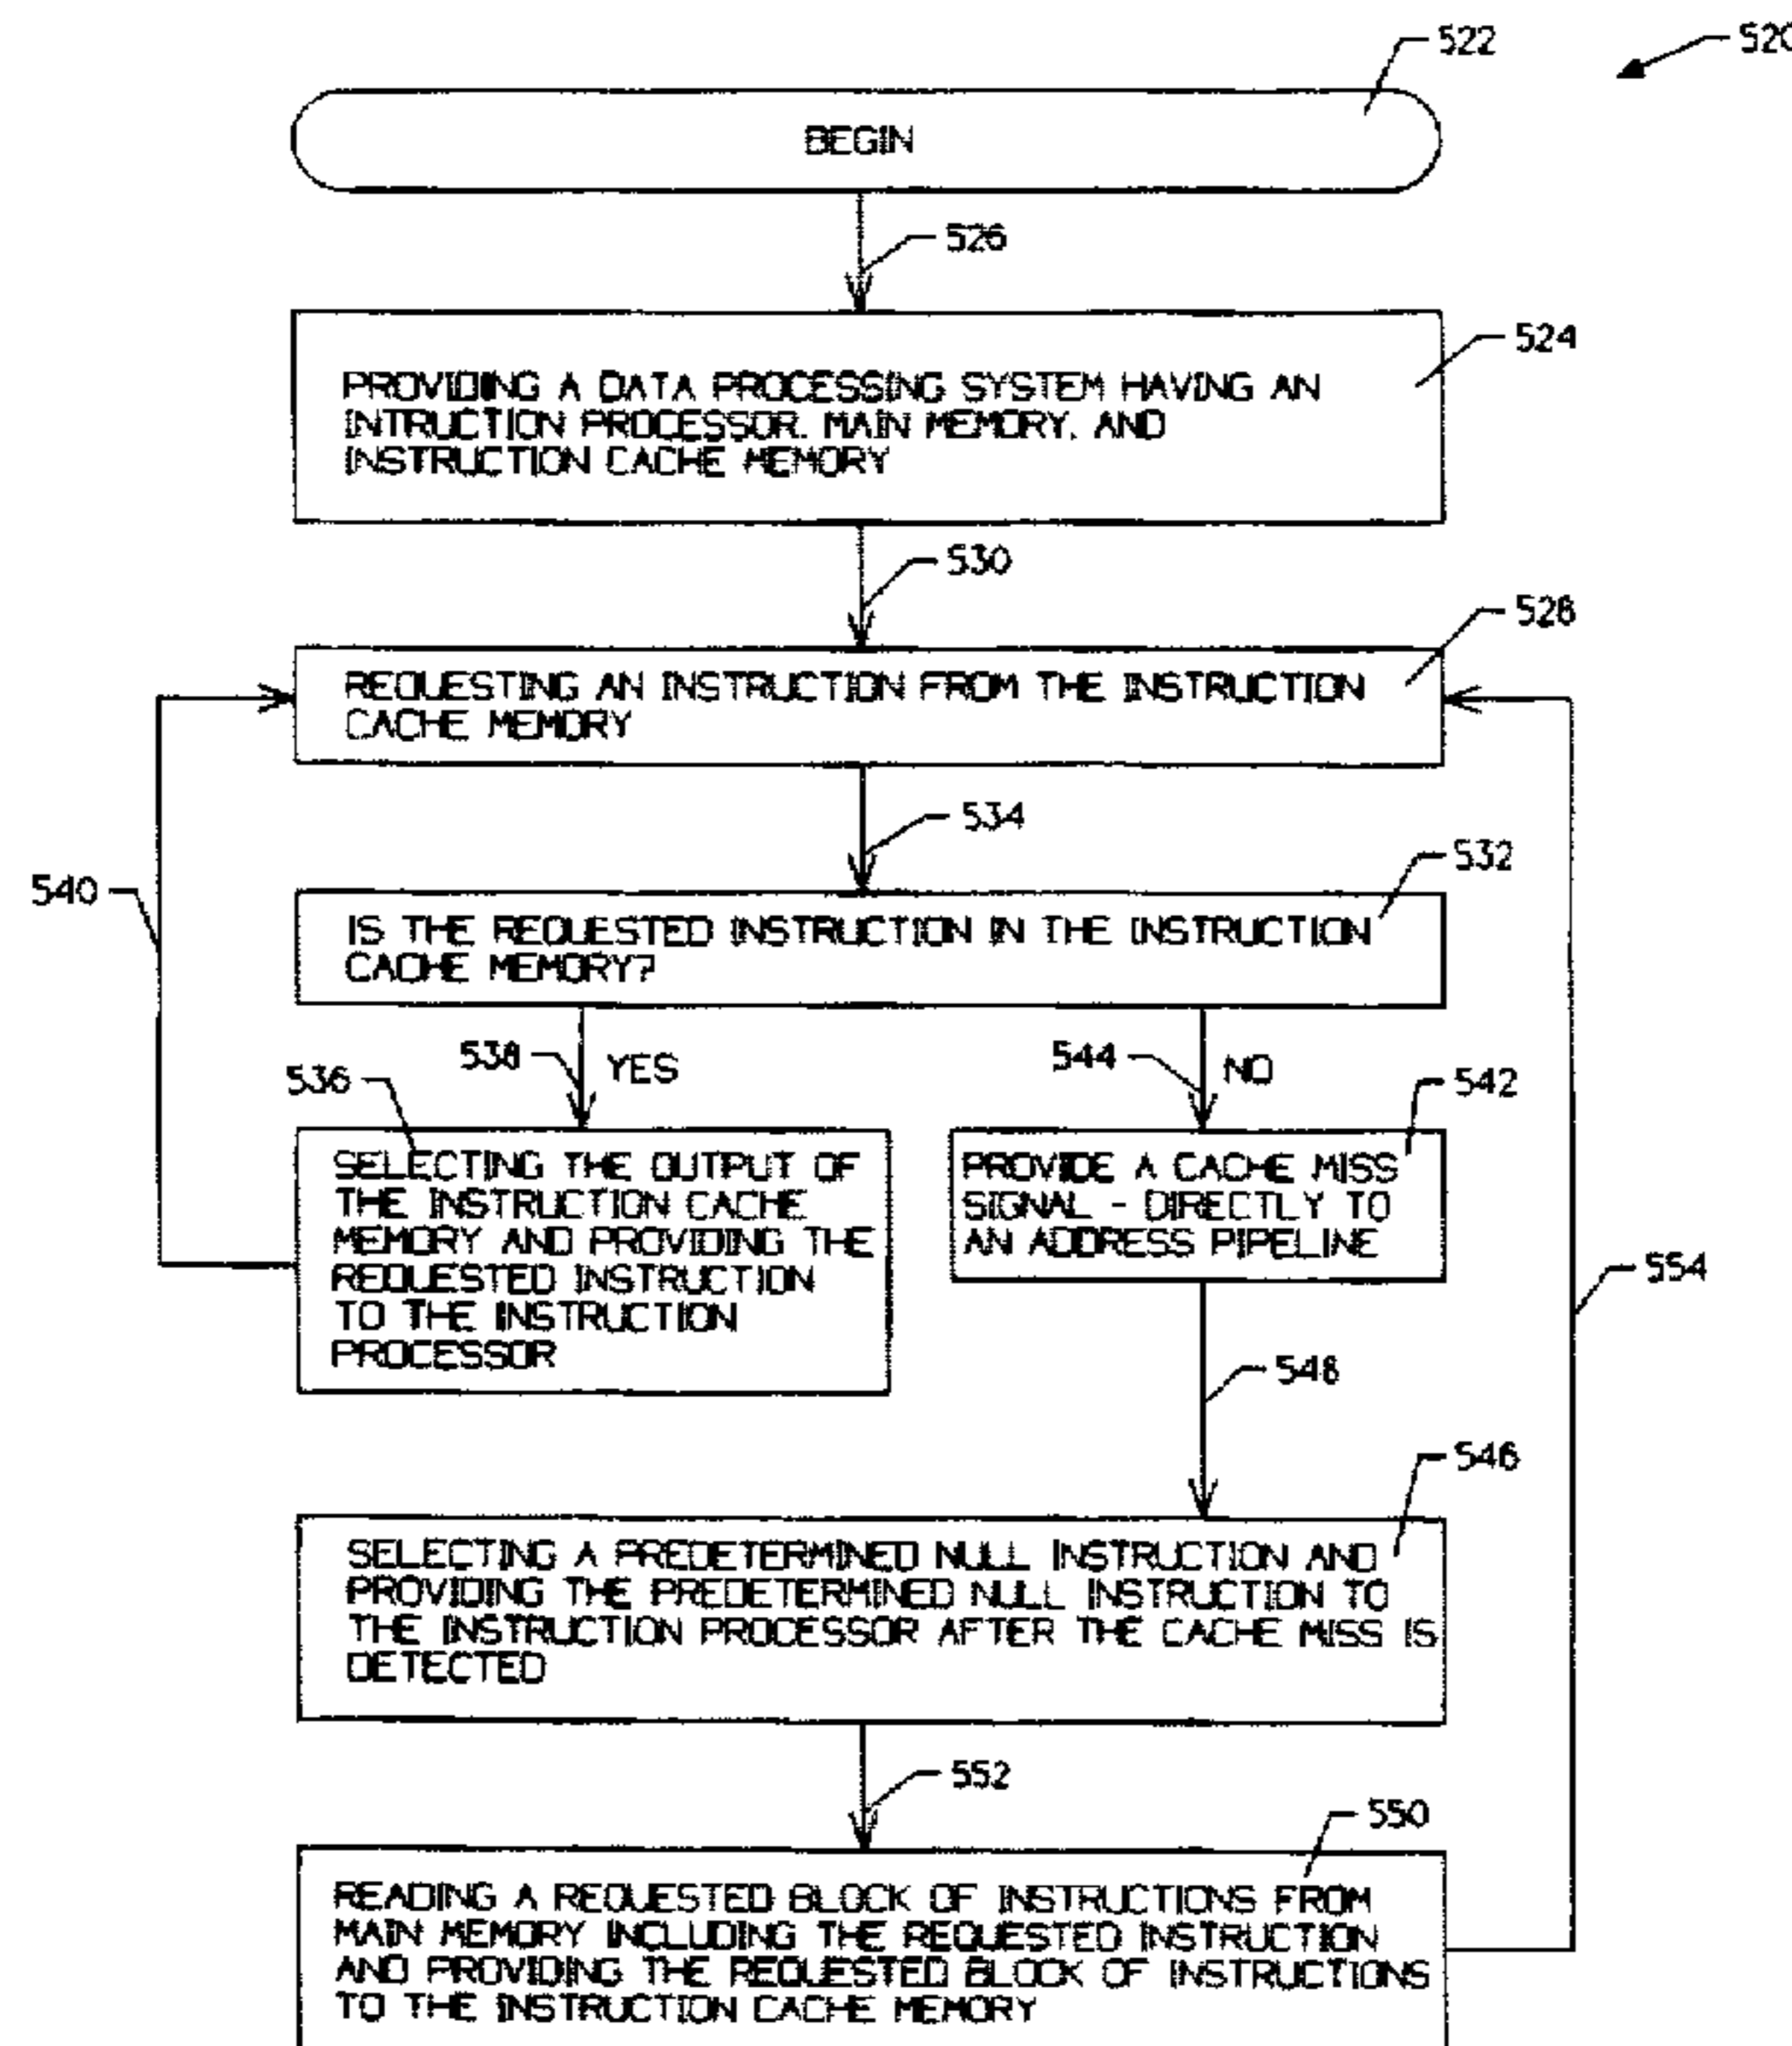 522
520
BEGIN
526
524
PROVIDING A DATA PROCESSING SYSTEM HAVING AN
INTRUCTION PROCESSOR, MAIN MEMORY, AND
INSTRUCTION CACHE MEMORY
530
528
REQUESTING AN INSTRUCTION FROM THE INSTRUCTION
CACHE MEMORY
534
532
540
IS THE REQUESTED INSTRUCTION IN THE INSTRUCTION
CACHE MEMORY?
538
YES
544
NO
536
542
SELECTING THE OUTPUT OF
THE INSTRUCTION CACHE
MEMORY AND PROVIDING THE
REQUESTED INSTRUCTION
TO THE INSTRUCTION
PROCESSOR
PROVIDE A CACHE MISS
SIGNAL - DIRECTLY TO
AN ADDRESS PIPELINE
554
548
546
SELECTING A PREDETERMINED NULL INSTRUCTION AND
PROVIDING THE PREDETERMINED NULL INSTRUCTION TO
THE INSTRUCTION PROCESSOR AFTER THE CACHE MISS IS
DETECTED
552
550
READING A REQUESTED BLOCK OF INSTRUCTIONS FROM
MAIN MEMORY INCLUDING THE REQUESTED INSTRUCTION
AND PROVIDING THE REQUESTED BLOCK OF INSTRUCTIONS
TO THE INSTRUCTION CACHE MEMORY